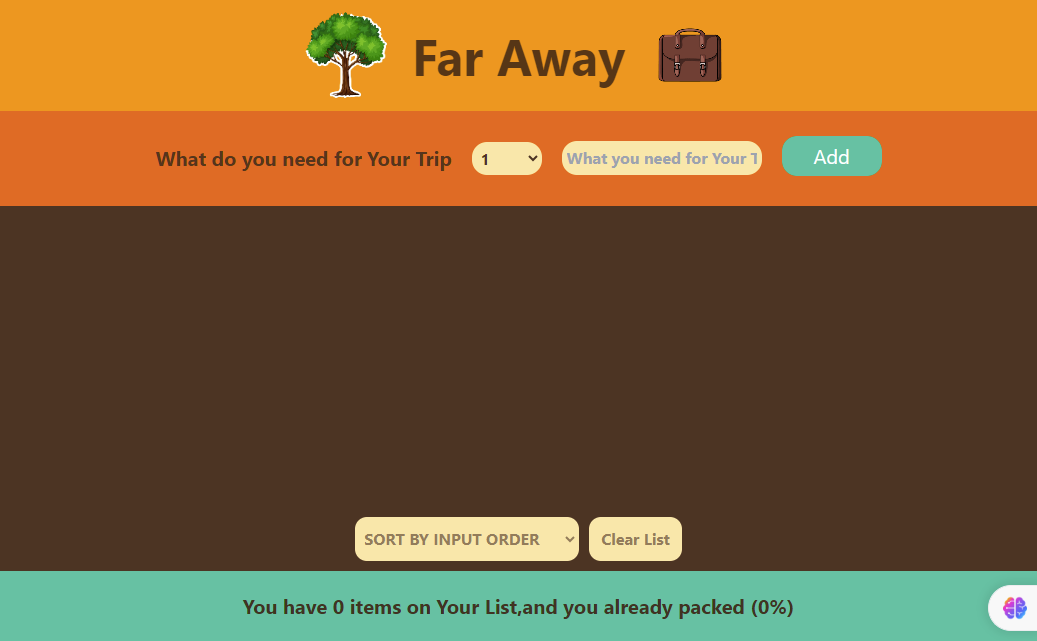 Far Away
What do you need for Your Trip 1 What you need for Your T Add
SORT BY INPUT ORDER Clear List
You have 0 items on Your List,and you already packed (0%)